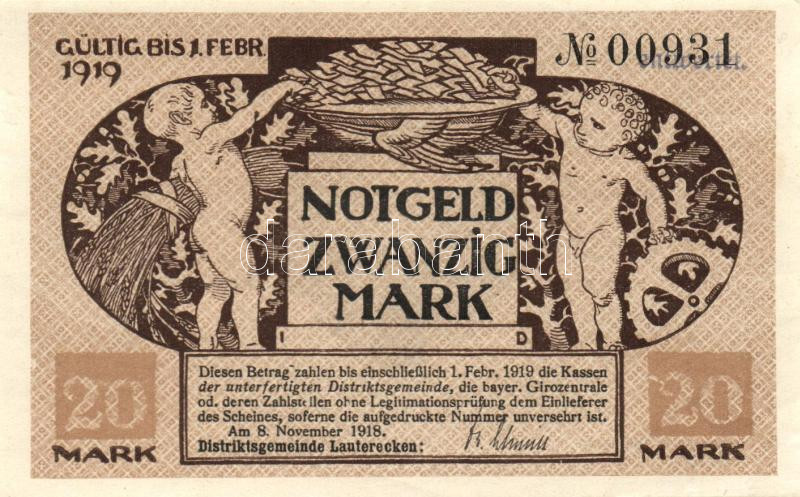 GÜLTIG BIS 1. FEBR.
1919
№ 00931
NOTGELD
ZWANZIG
MARK
I D
darabanth
Diesen Betrag zahlen bis einschließlich 1. Febr. 1919 die Kassen
der unterfertigten Distriktsgemeinde, die bayer. Girozentrale
od. deren Zahlstellen ohne Legitimationsprüfung dem Einlieferer
des Scheines, soferne die aufgedruckte Nummer unversehrt ist.
Am 8. November 1918.
Distriktsgemeinde Lauterecken:
20
MARK
20
MARK